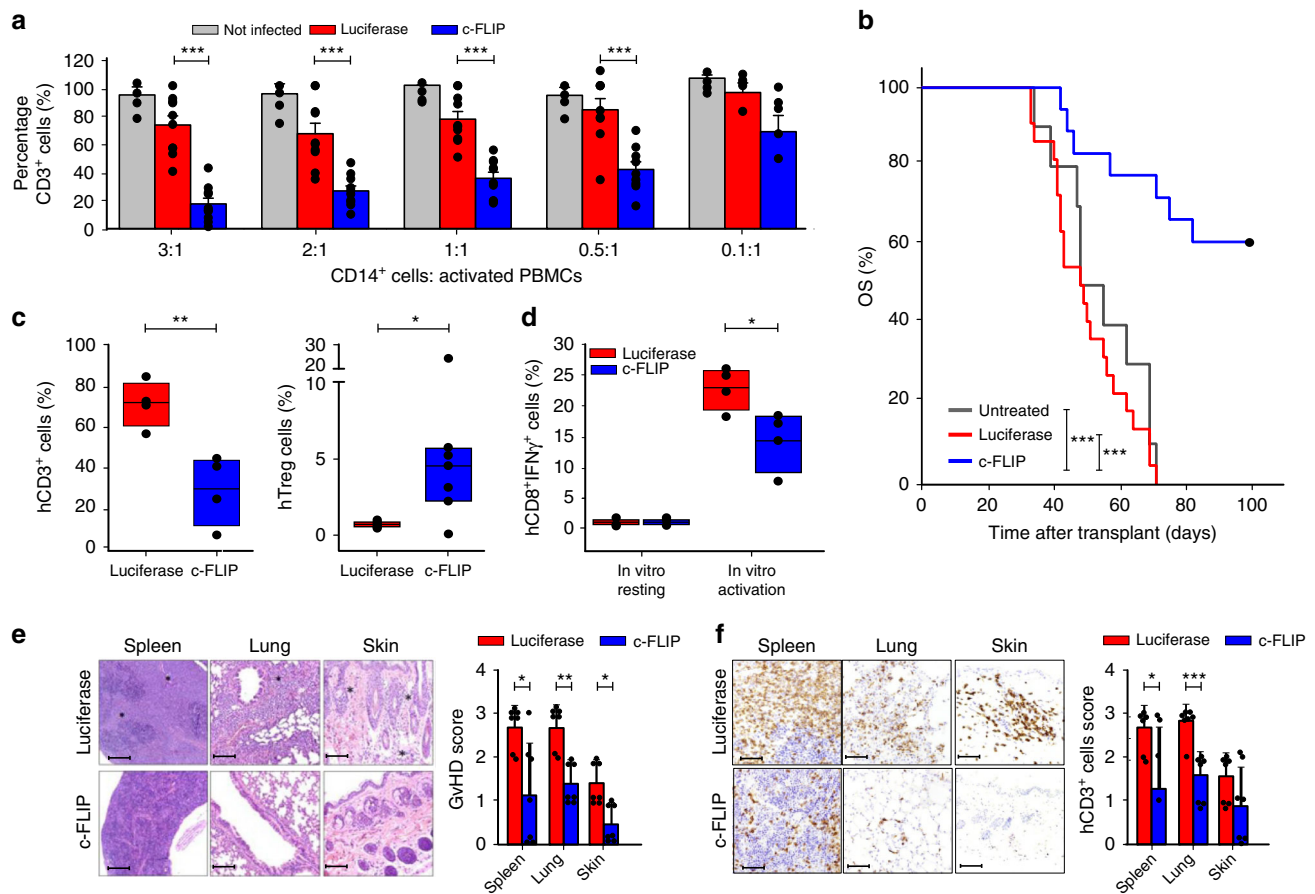 a
Not infected
Luciferase
c-FLIP
***
***
***
***
Percentage
CD3+ cells (%)
120
100
80
60
40
20
0
3:1
2:1
1:1
0.5:1
0.1:1
CD14+ cells: activated PBMCs
b
OS (%)
100
80
60
40
20
0
0
20
40
60
80
100
Time after transplant (days)
Untreated
Luciferase
c-FLIP
***
***
c
**
hCD3+ cells (%)
100
80
60
40
20
0
Luciferase
c-FLIP
*
hTreg cells (%)
30
20
10
5
0
Luciferase
c-FLIP
d
*
Luciferase
c-FLIP
hCD8+IFNγ+ cells (%)
30
25
20
15
10
5
0
In vitro
resting
In vitro
activation
e
Spleen
Lung
Skin
Luciferase
c-FLIP
*
*
*
*
*
*
Luciferase
c-FLIP
GvHD score
4
3
2
1
0
*
**
*
Spleen
Lung
Skin
f
Spleen
Lung
Skin
Luciferase
c-FLIP
Luciferase
c-FLIP
hCD3+ cells score
4
3
2
1
0
*
***
Spleen
Lung
Skin